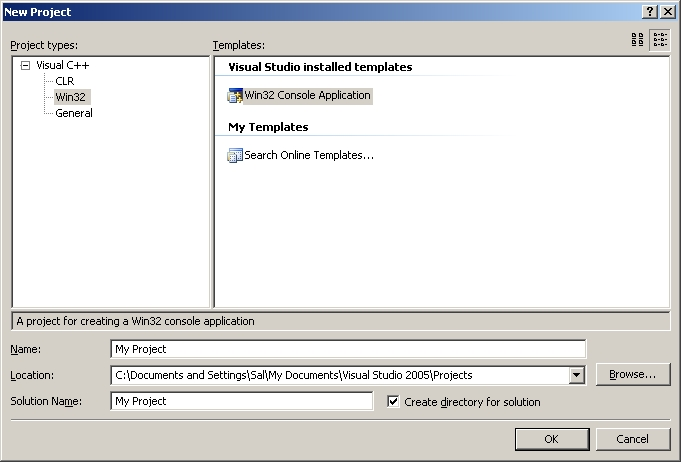 New Project
Project types:
Templates:
Visual C++
CLR
Win32
General
Visual Studio installed templates
Win32 Console Application
My Templates
Search Online Templates...
A project for creating a Win32 console application
Name:
My Project
Location:
C:\Documents and Settings\Sal\My Documents\Visual Studio 2005\Projects
Browse...
Solution Name:
My Project
Create directory for solution
OK
Cancel